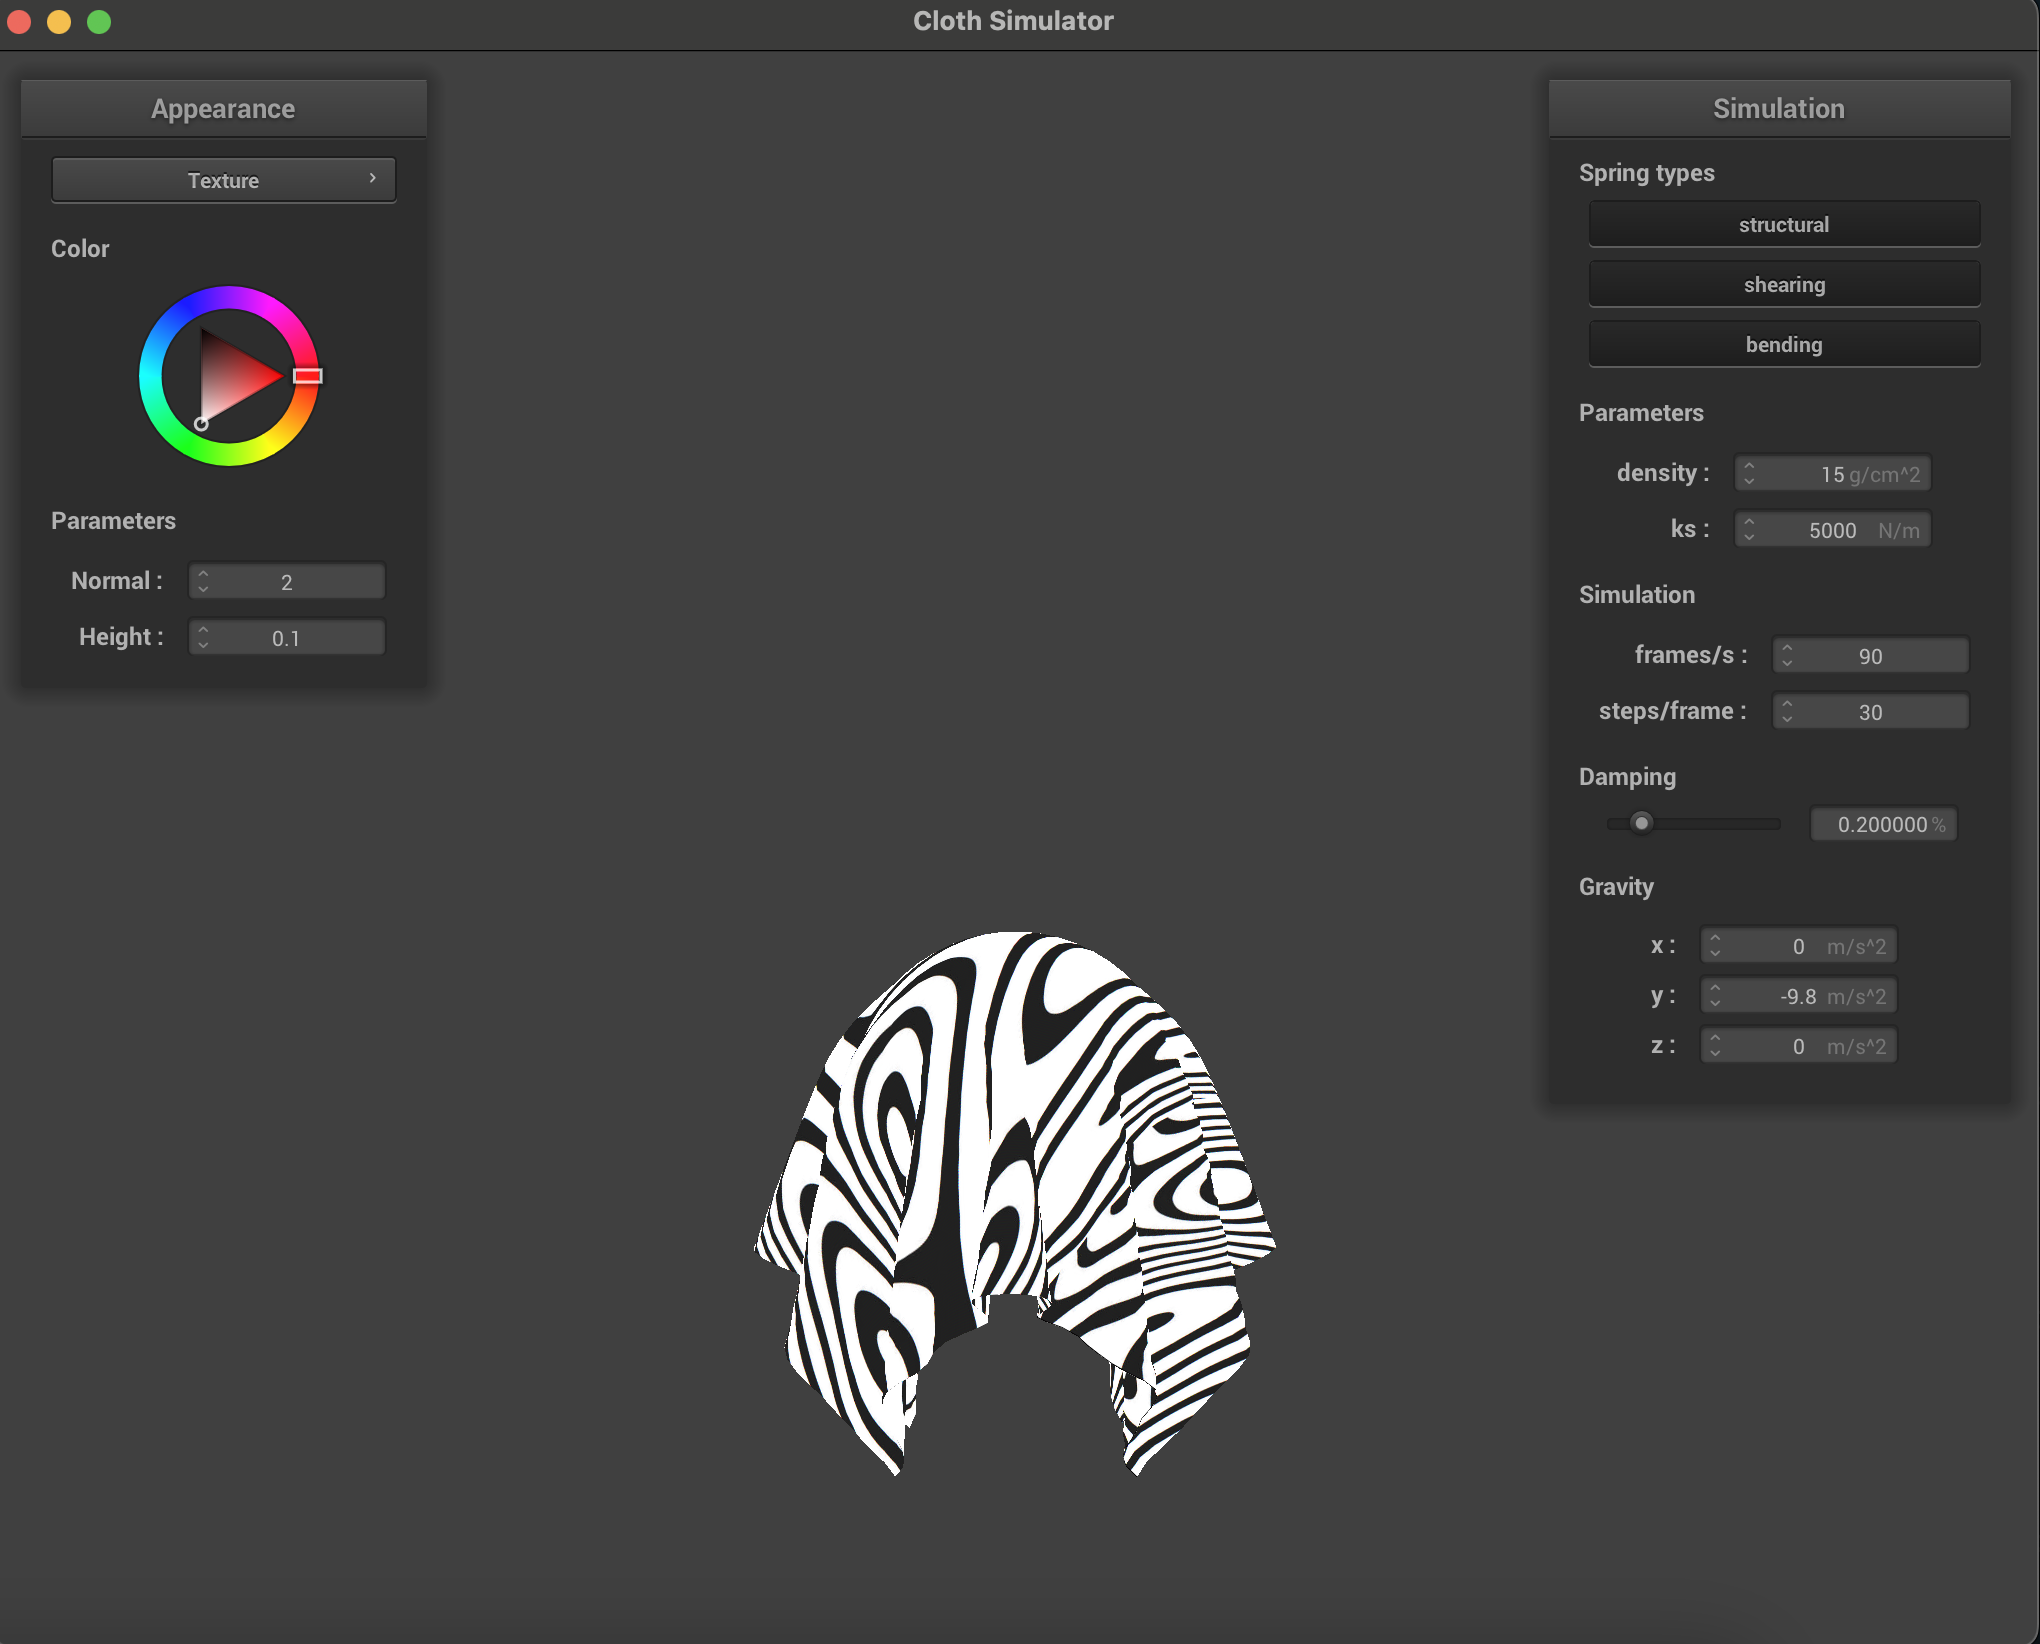 Cloth Simulator
Appearance
Texture
Color
Parameters
Normal : 2
Height : 0.1
Simulation
Spring types
structural
shearing
bending
Parameters
density : 15 g/cm^2
ks : 5000 N/m
Simulation
frames/s : 90
steps/frame : 30
Damping
0.200000 %
Gravity
x : 0 m/s^2
y : -9.8 m/s^2
z : 0 m/s^2